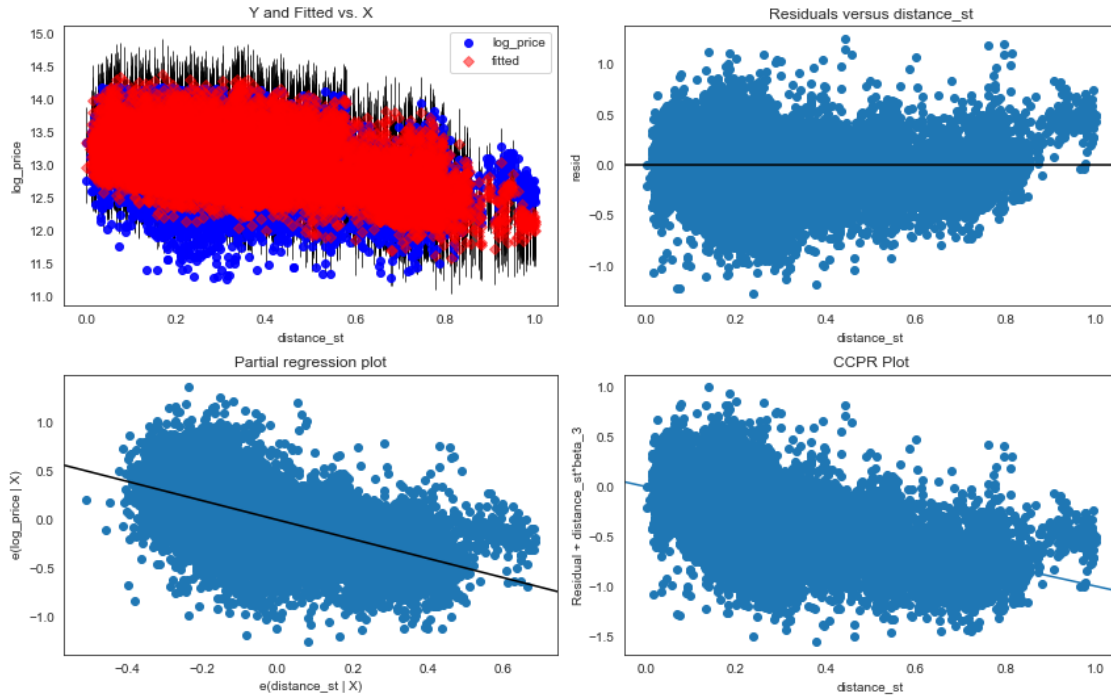 Y and Fitted vs. X
15.0
14.5
14.0
13.5
13.0
12.5
12.0
11.5
11.0
log_price
log_price
fitted
0.0 0.2 0.4 0.6 0.8 1.0
distance_st
Residuals versus distance_st
1.0
0.5
0.0
−0.5
−1.0
resid
0.0 0.2 0.4 0.6 0.8 1.0
distance_st
Partial regression plot
1.0
0.5
0.0
−0.5
−1.0
e(log_price | X)
−0.4 −0.2 0.0 0.2 0.4 0.6
e(distance_st | X)
CCPR Plot
1.0
0.5
0.0
−0.5
−1.0
−1.5
Residual + distance_st*beta_3
0.0 0.2 0.4 0.6 0.8 1.0
distance_st